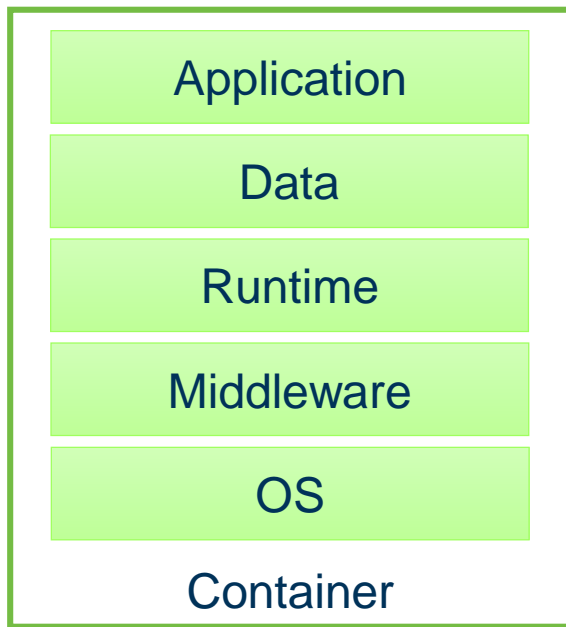 Application
Data
Runtime
Middleware
OS
Container